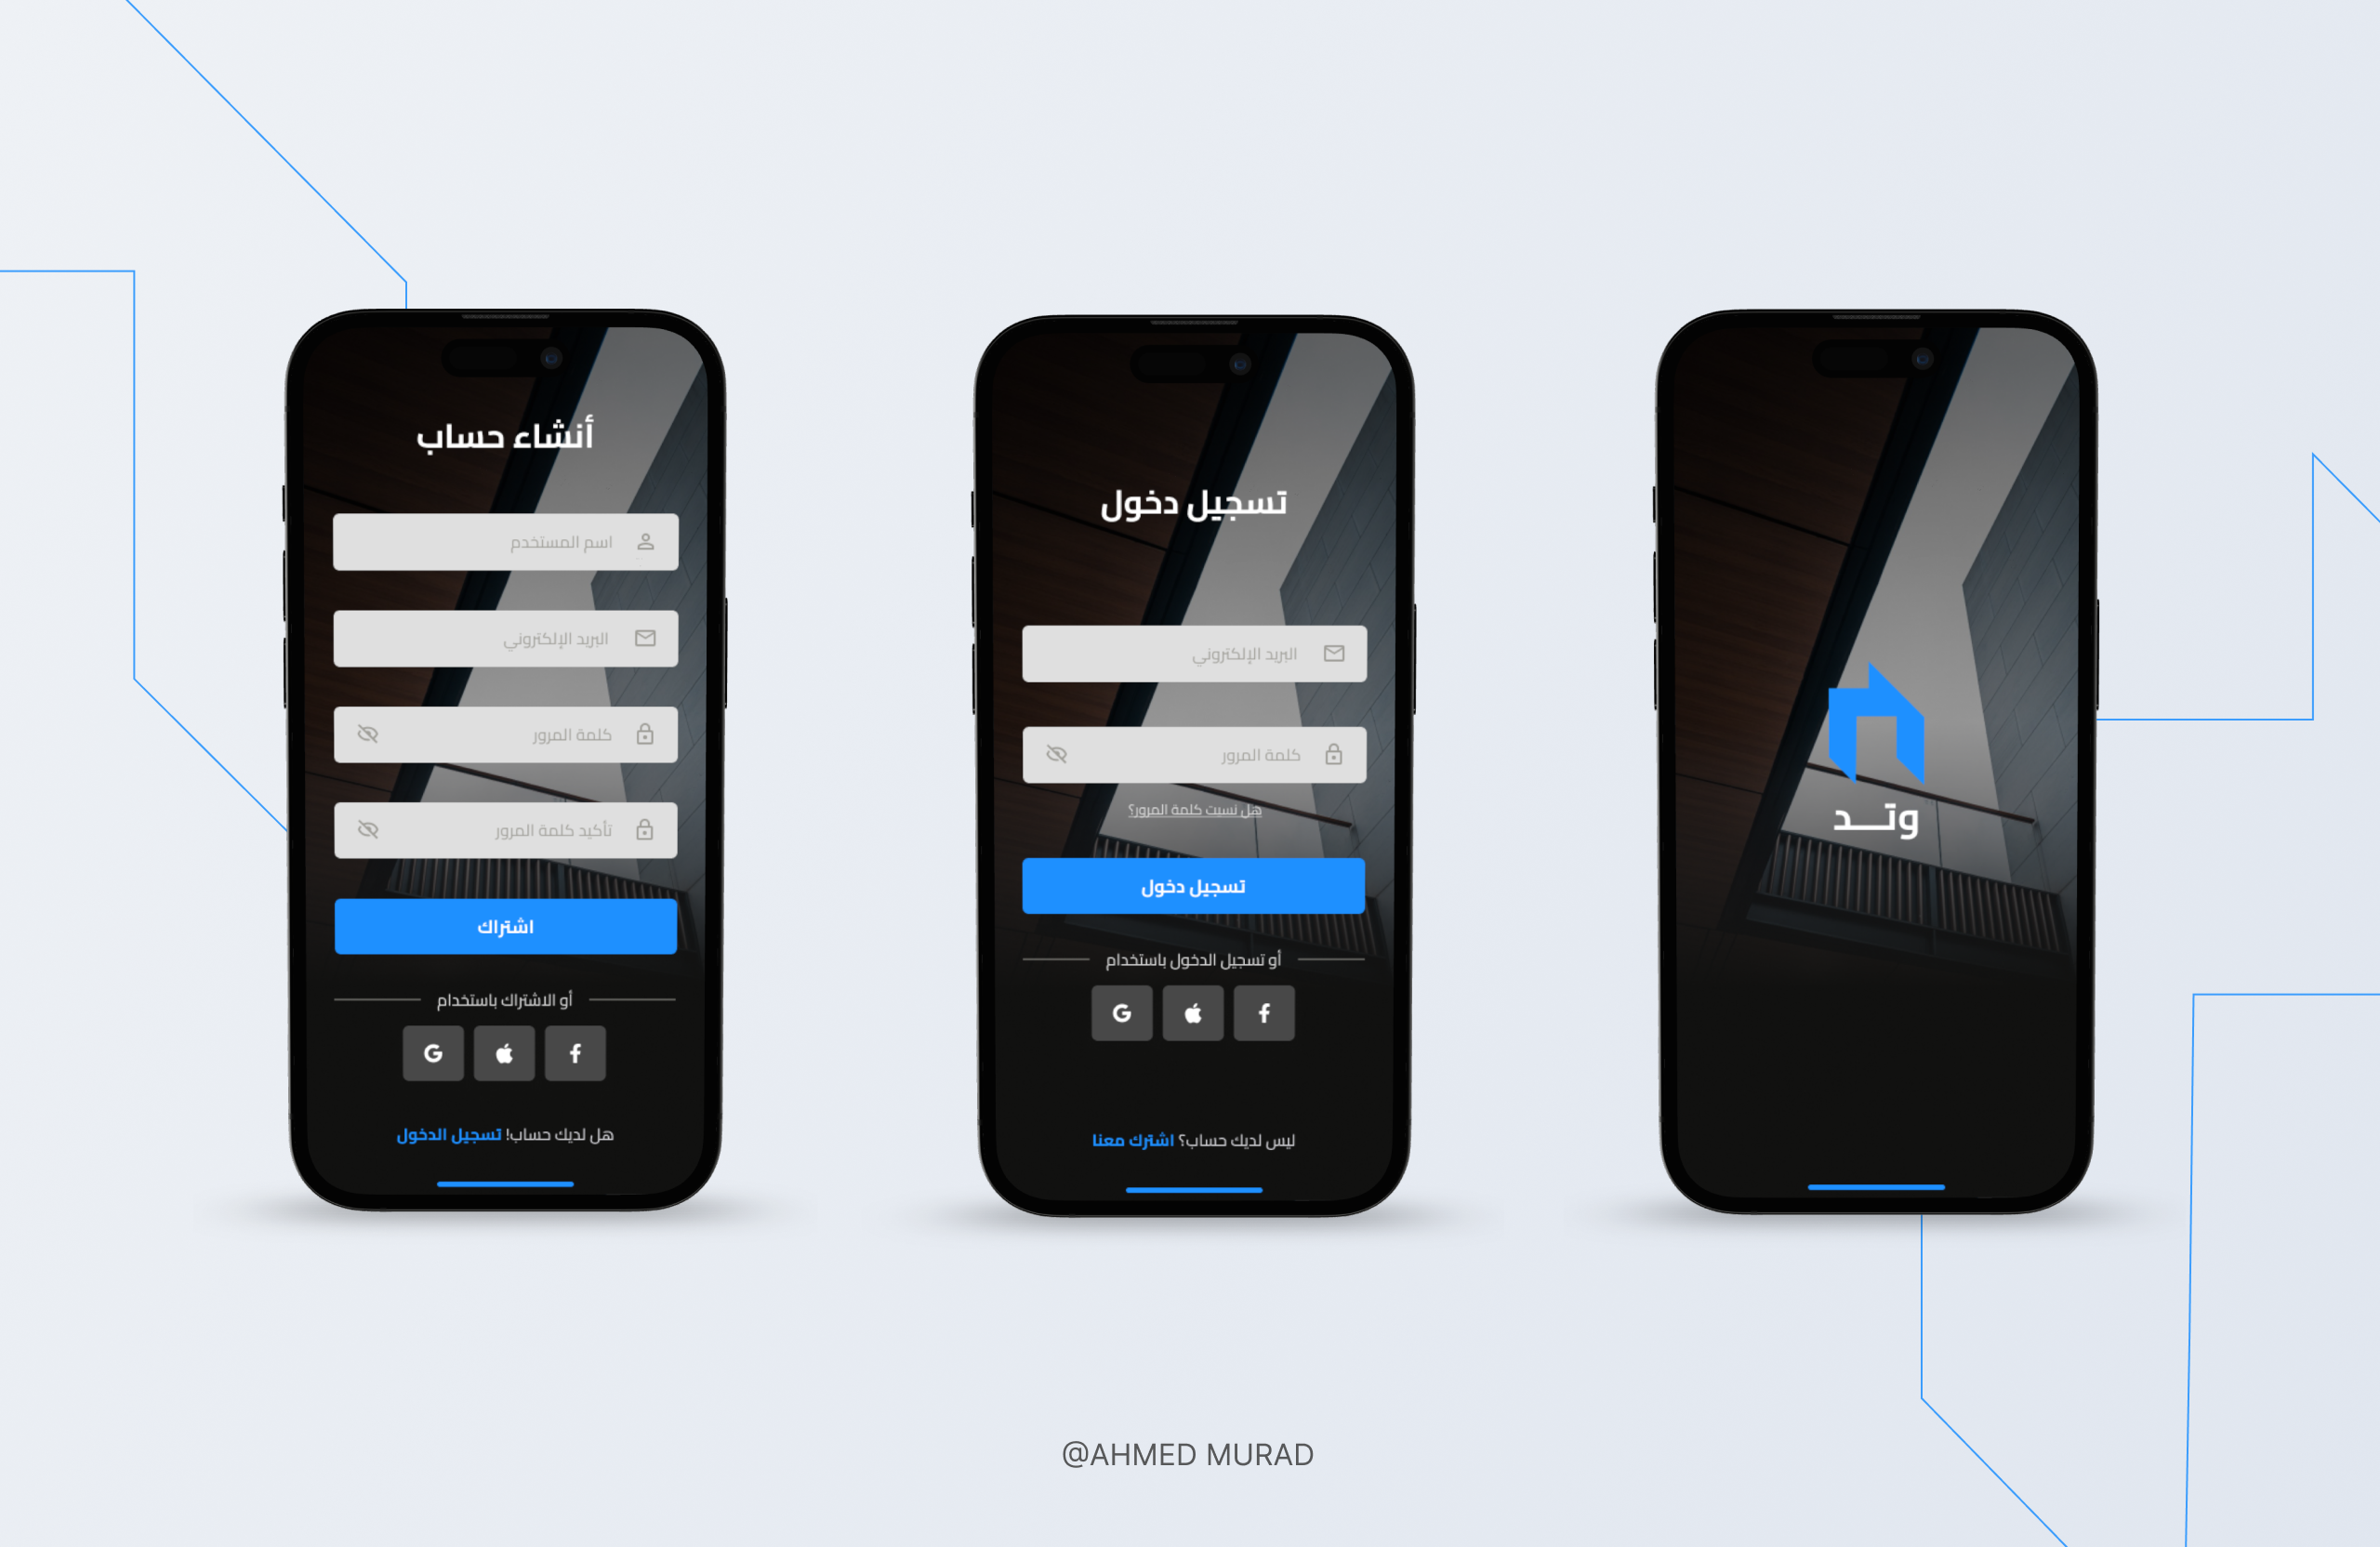 أنشاء حساب
اسم المستخدم
البريد الإلكتروني
كلمة المرور
تأكيد كلمة المرور
اشتراك
أو الاشتراك باستخدام
هل لديك حساب! تسجيل الدخول
تسجيل دخول
البريد الإلكتروني
كلمة المرور
هل نسيت كلمة المرور؟
تسجيل دخول
أو تسجيل الدخول باستخدام
ليس لديك حساب؟ اشترك معنا
وتــد
@AHMED MURAD